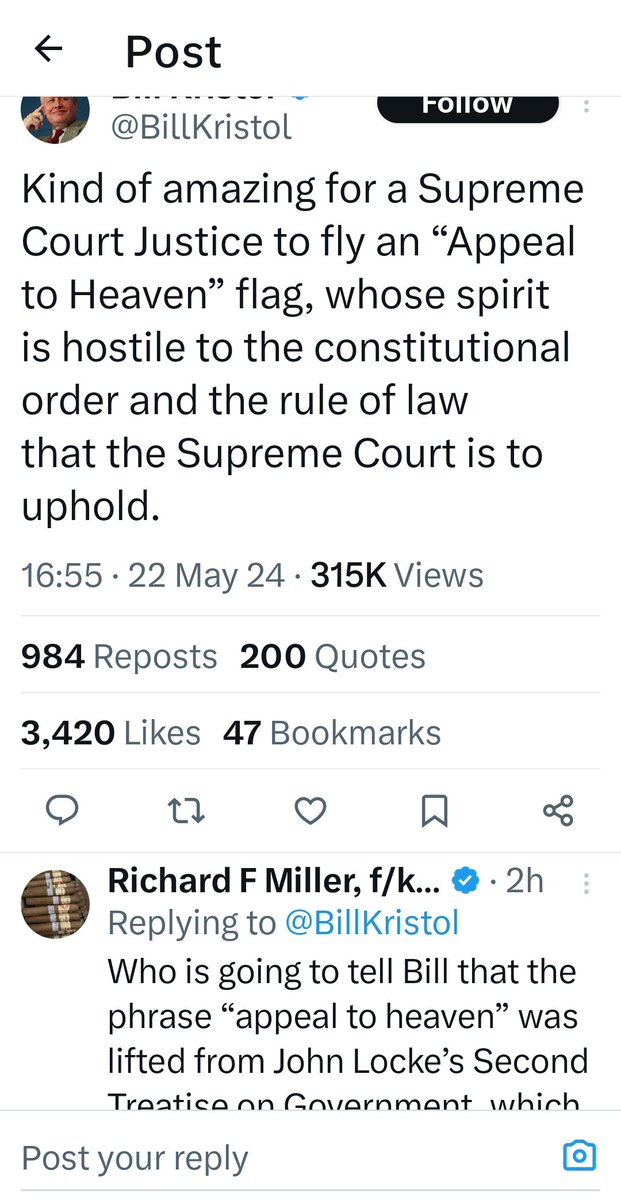 Post
Follow
@BillKristol
Kind of amazing for a Supreme
Court Justice to fly an “Appeal
to Heaven” flag, whose spirit
is hostile to the constitutional
order and the rule of law
that the Supreme Court is to
uphold.
16:55 · 22 May 24 · 315K Views
984 Reposts 200 Quotes
3,420 Likes 47 Bookmarks
Richard F Miller, f/k... · 2h
Replying to @BillKristol
Who is going to tell Bill that the
phrase “appeal to heaven” was
lifted from John Locke’s Second
Treatise on Government, which
Post your reply